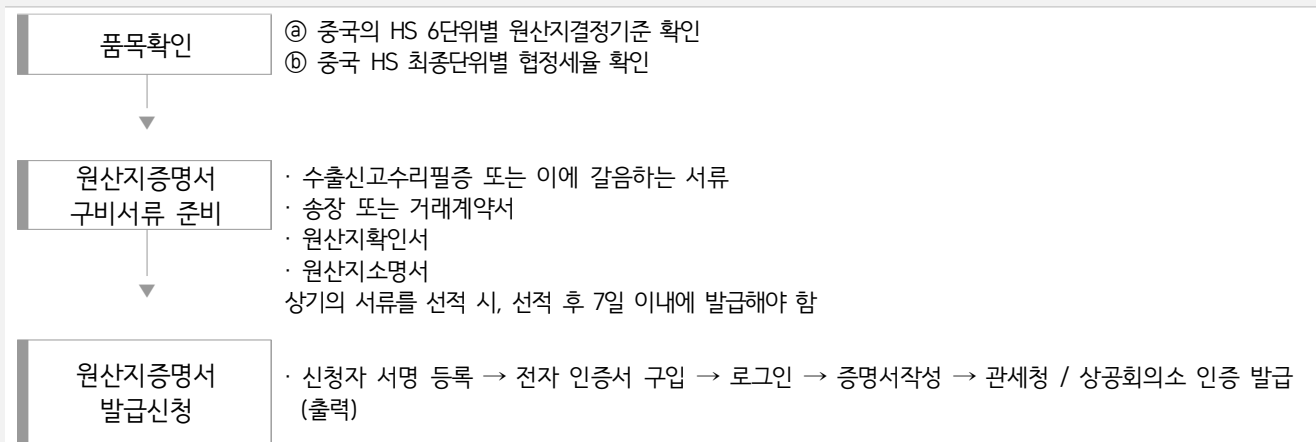 품목확인
ⓐ 중국의 HS 6단위별 원산지결정기준 확인
ⓑ 중국 HS 최종단위별 협정세율 확인
원산지증명서
구비서류 준비
· 수출신고수리필증 또는 이에 갈음하는 서류
· 송장 또는 거래계약서
· 원산지확인서
· 원산지소명서
상기의 서류를 선적 시, 선적 후 7일 이내에 발급해야 함
원산지증명서
발급신청
· 신청자 서명 등록 → 전자 인증서 구입 → 로그인 → 증명서작성 → 관세청 / 상공회의소 인증 발급
(출력)